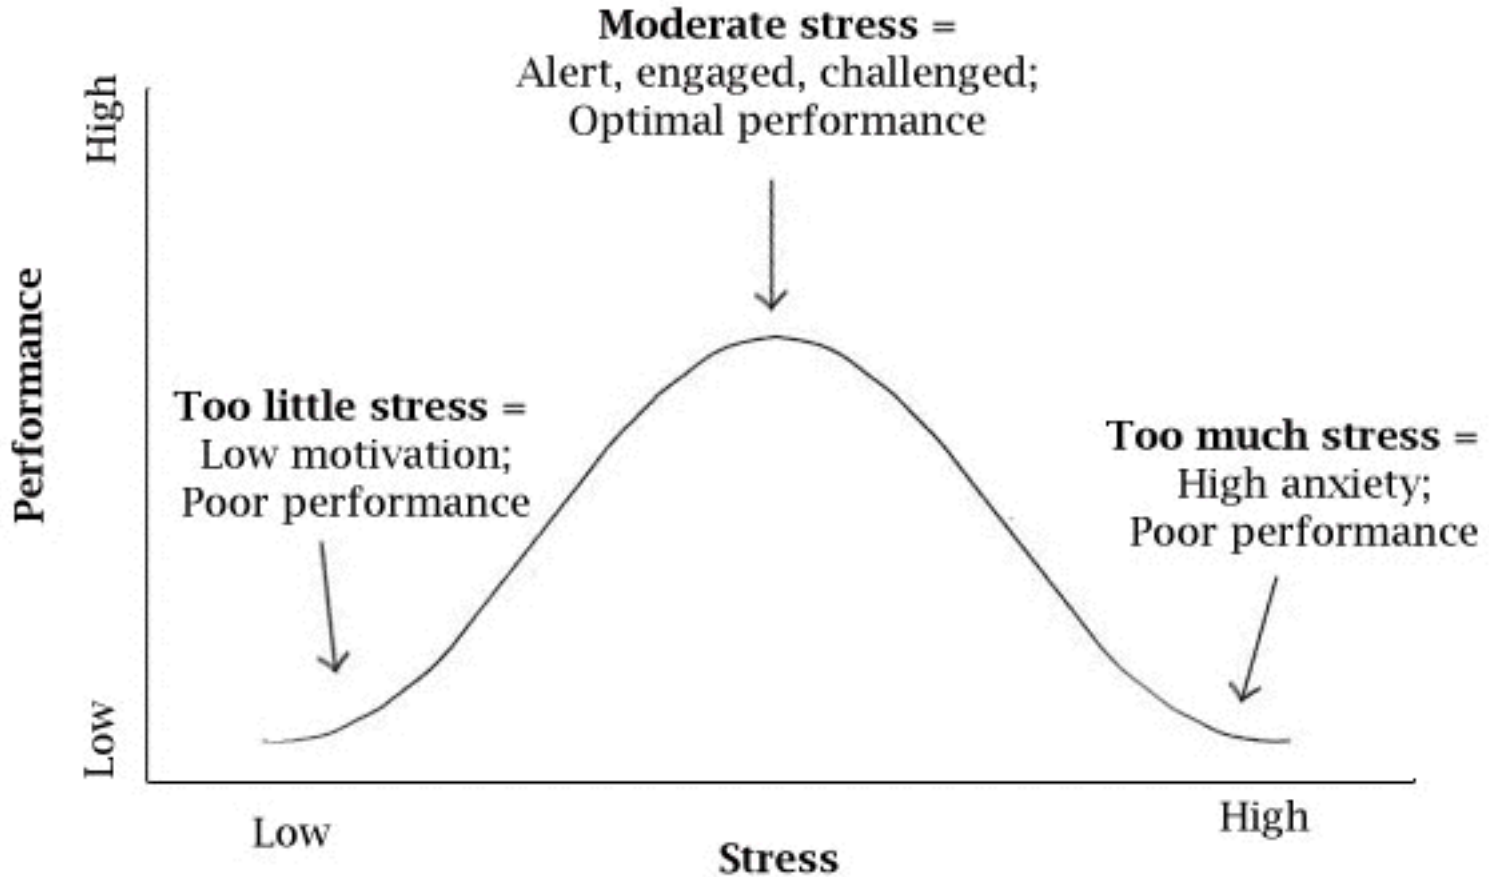 Moderate stress =
Alert, engaged, challenged;
Optimal performance
High
Performance
Too little stress =
Low motivation;
Poor performance
Too much stress =
High anxiety;
Poor performance
Low
Low
High
Stress